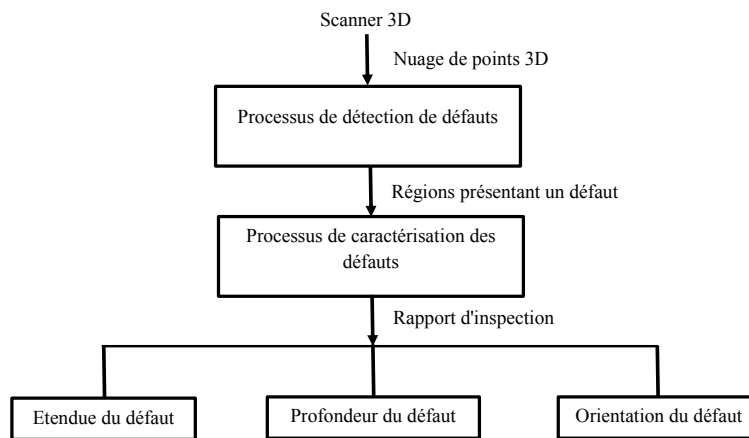 Scanner 3D
Nuage de points 3D
Processus de détection de défauts
Régions présentant un défaut
Processus de caractérisation des
défauts
Rapport d'inspection
Etendue du défaut
Profondeur du défaut
Orientation du défaut